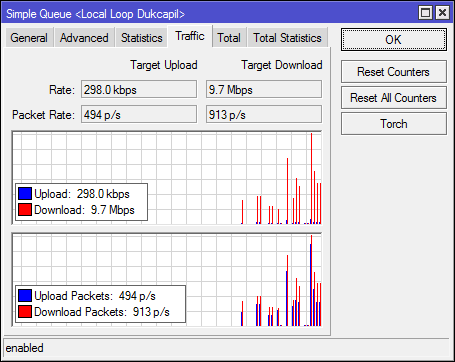 Simple Queue <Local Loop Dukcapil>
General Advanced Statistics Traffic Total Total Statistics
OK
Reset Counters
Reset All Counters
Torch
Target Upload Target Download
Rate: 298.0 kbps 9.7 Mbps
Packet Rate: 494 p/s 913 p/s
Upload: 298.0 kbps
Download: 9.7 Mbps
Upload Packets: 494 p/s
Download Packets: 913 p/s
enabled